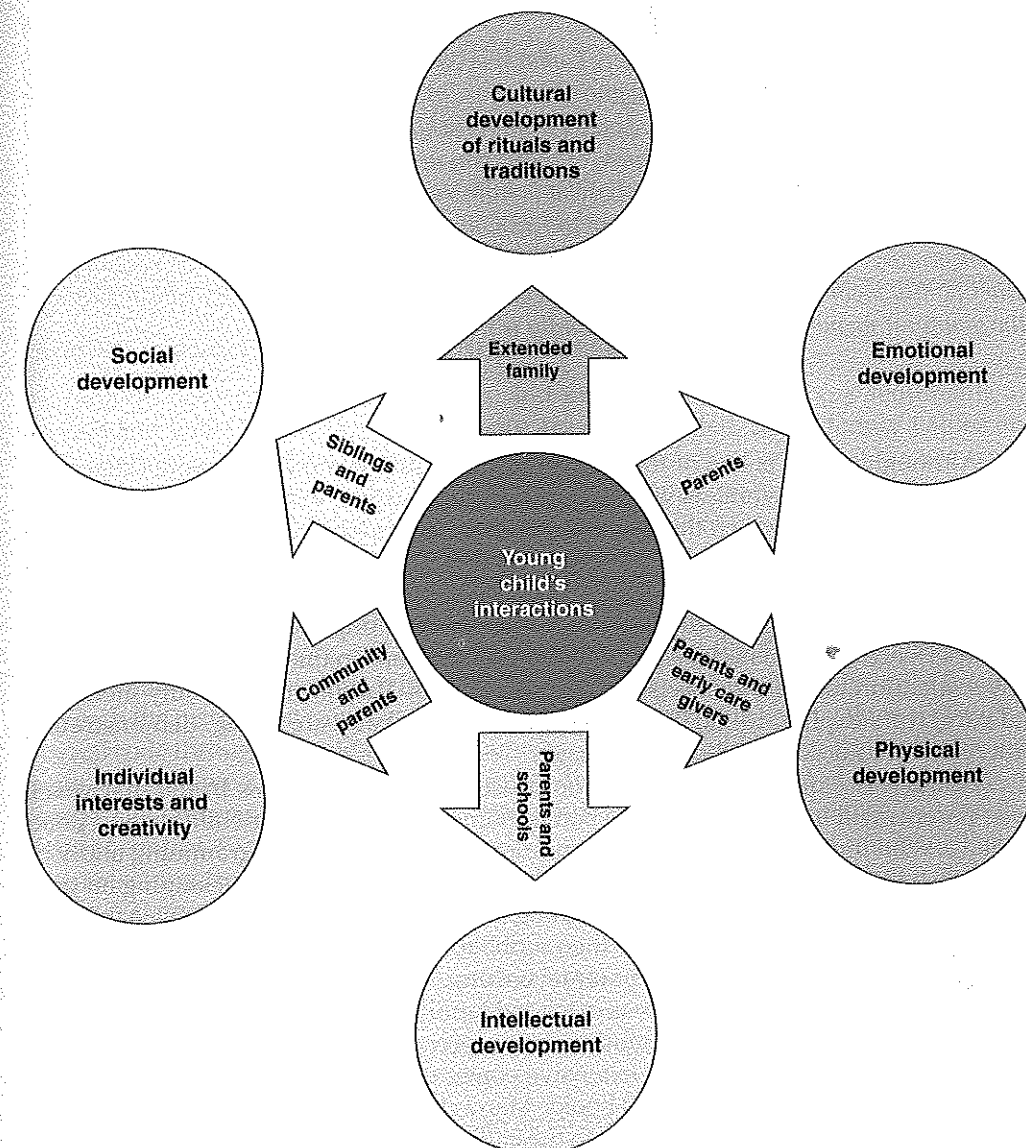 Cultural
development
of rituals and
traditions
Extended
family
Social
development
Siblings
and
parents
Emotional
development
Parents
Young
child's
interactions
Community
and
parents
Parents and
early care
givers
Individual
interests and
creativity
Parents and
schools
Physical
development
Intellectual
development